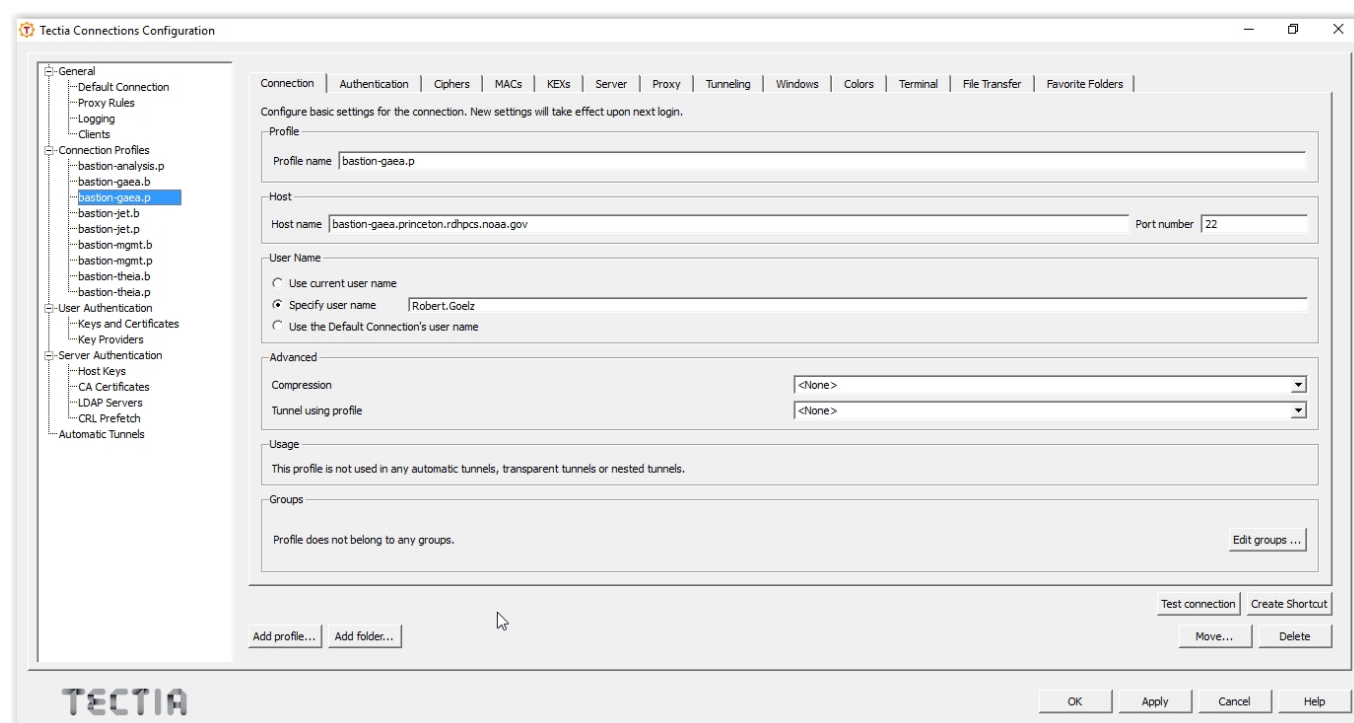 Tectia Connections Configuration
General
Default Connection
Proxy Rules
Logging
Clients
Connection Profiles
bastion-analysis.p
bastion-gaea.b
bastion-gaea.p
bastion-jet.b
bastion-jet.p
bastion-mgmt.b
bastion-mgmt.p
bastion-theia.b
bastion-theia.p
User Authentication
Keys and Certificates
Key Providers
Server Authentication
Host Keys
CA Certificates
LDAP Servers
CRL Prefetch
Automatic Tunnels
Connection Authentication Ciphers MACs KEXs Server Proxy Tunneling Windows Colors Terminal File Transfer Favorite Folders
Configure basic settings for the connection. New settings will take effect upon next login.
Profile
Profile name bastion-gaea.p
Host
Host name bastion-gaea.princeton.rdhpcs.noaa.gov Port number 22
User Name
Use current user name
Specify user name Robert.Goelz
Use the Default Connection's user name
Advanced
Compression <None>
Tunnel using profile <None>
Usage
This profile is not used in any automatic tunnels, transparent tunnels or nested tunnels.
Groups
Profile does not belong to any groups. Edit groups ...
Test connection Create Shortcut
Add profile... Add folder... Move... Delete
TECTIA OK Apply Cancel Help